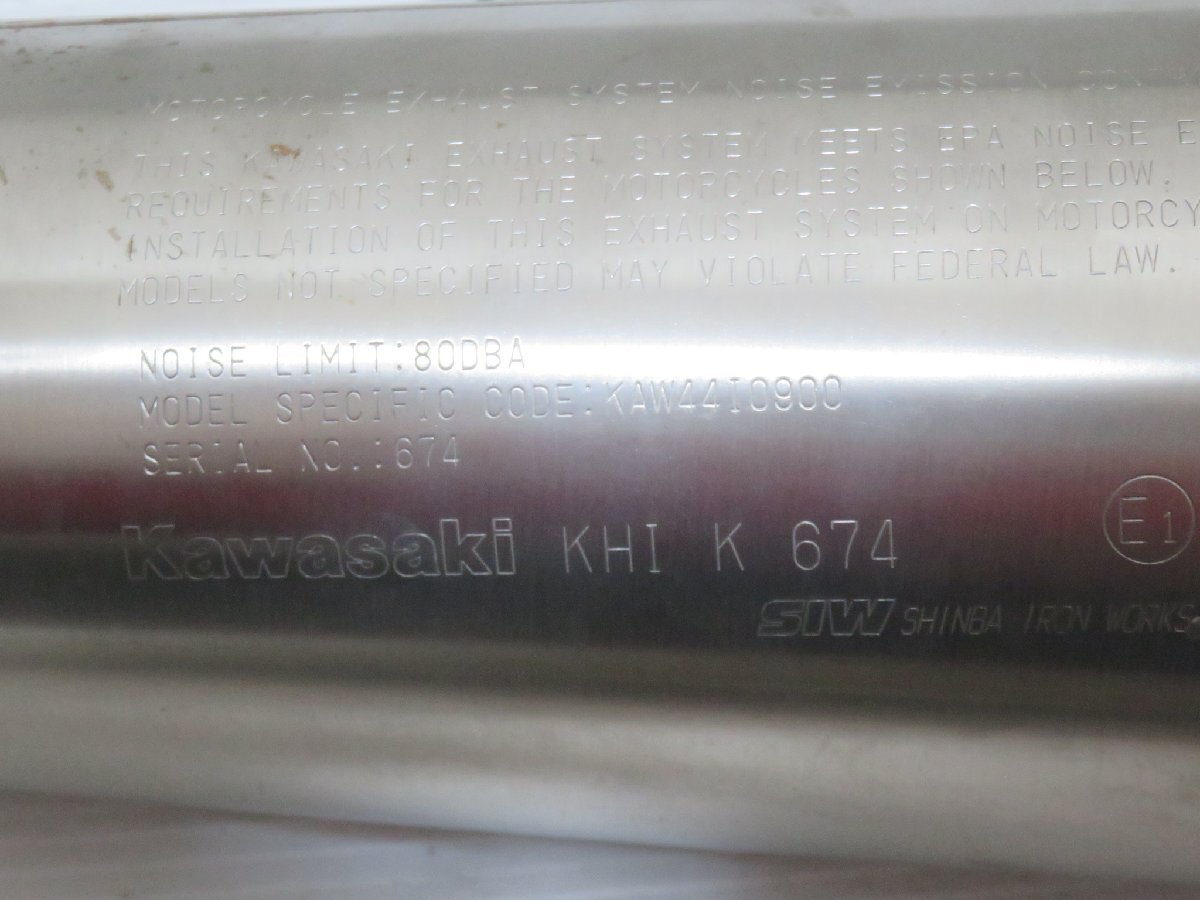 MOTORCYCLE EXHAUST SYSTEM NOISE EMISSION
THIS KAWASAKI EXHAUST SYSTEM MEETS EPA NOISE E
REQUIREMENTS FOR THE MOTORCYCLES SHOWN BELOW.
INSTALLATION OF THIS EXHAUST SYSTEM ON MOTORCY
MODELS NOT SPECIFIED MAY VIOLATE FEDERAL LAW.
NOISE LIMIT:80DBA
MODEL SPECIFIC CODE:
SERIAL NO.:674
Kawasaki KHI K 674 E1
SIW SHINBA IRON WORKS